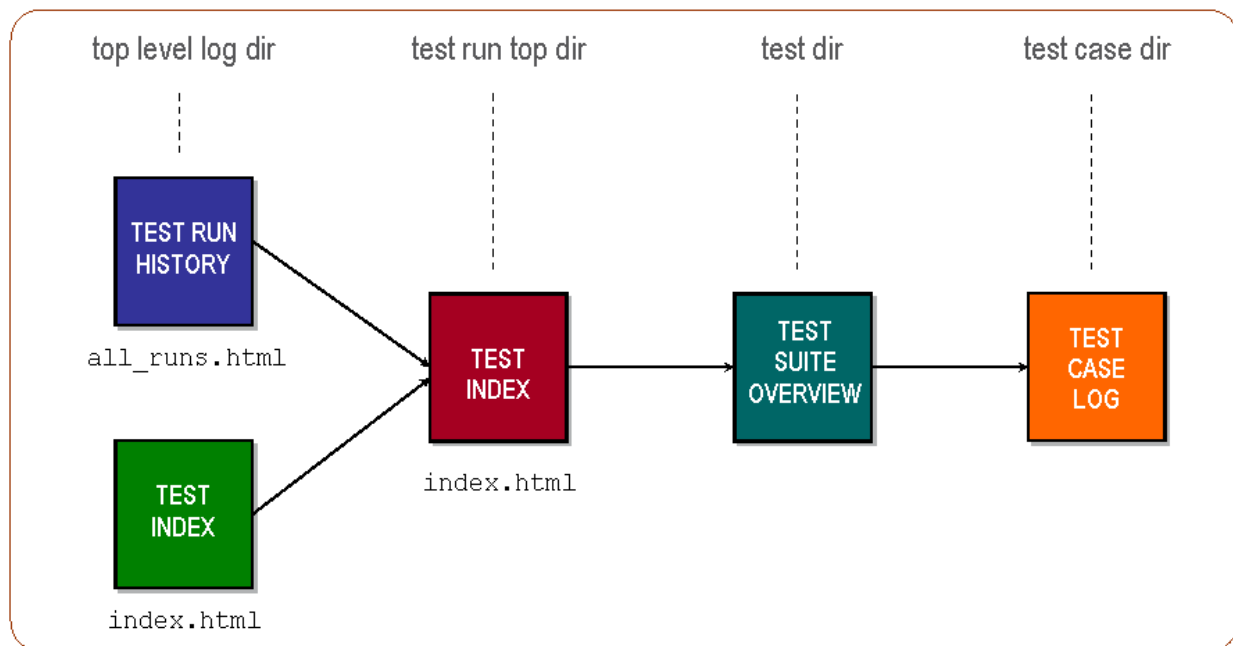 top level log dir
test run top dir
test dir
test case dir
TEST RUN
HISTORY
all_runs.html
TEST
INDEX
index.html
TEST
INDEX
index.html
TEST
SUITE
OVERVIEW
TEST
CASE
LOG